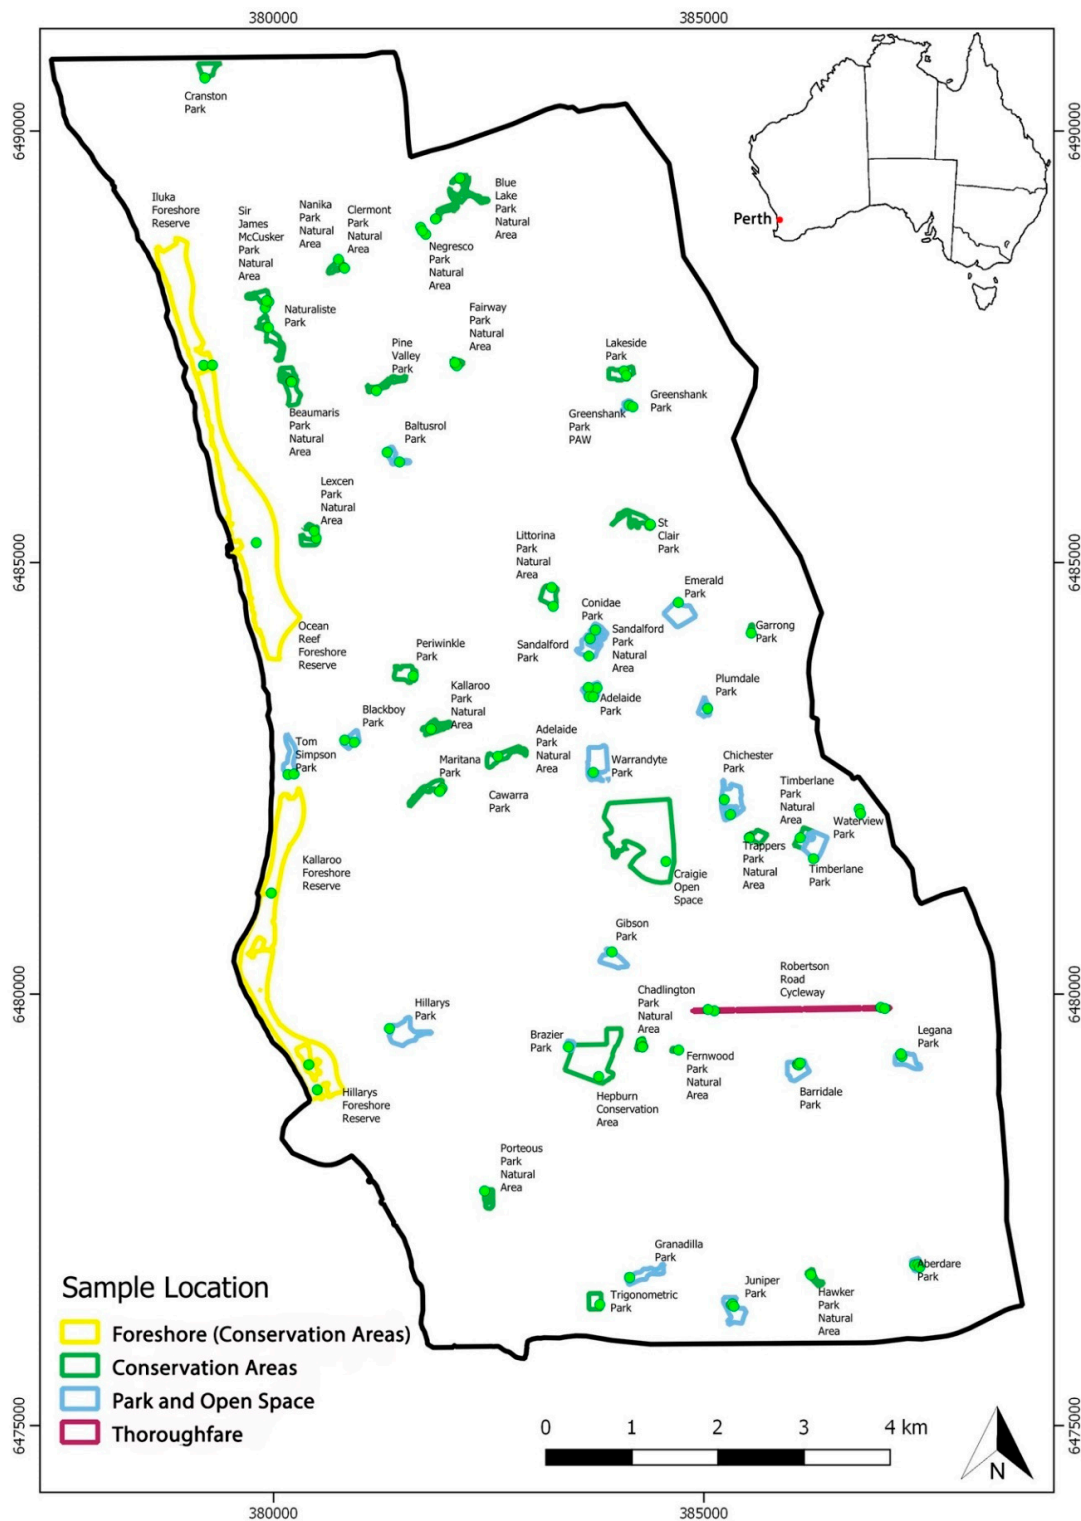 380000
385000
6490000
6490000
Cranston
Park
Perth
Iluka
Foreshore
Reserve
Sir
James
McCusker
Park
Natural
Area
Nanika
Park
Natural
Area
Clermont
Park
Natural
Area
Blue
Lake
Park
Natural
Area
Negresco
Park
Natural
Area
Naturaliste
Park
Fairway
Park
Natural
Area
Pine
Valley
Park
Lakeside
Park
Greenshank
Park
Greenshank
Park
PAW
Beaumaris
Park
Natural
Area
Baltusrol
Park
Lexcen
Park
Natural
Area
St
Clair
Park
Littorina
Park
Natural
Area
6485000
6485000
Emerald
Park
Conidae
Park
Sandalford
Park
Natural
Area
Sandalford
Park
Garrong
Park
Ocean
Reef
Foreshore
Reserve
Periwinkle
Park
Kallaroo
Park
Natural
Area
Adelaide
Park
Plumdale
Park
Blackboy
Park
Tom
Simpson
Park
Adelaide
Park
Natural
Area
Maritana
Park
Cawarra
Park
Warrandyte
Park
Chichester
Park
Timberlane
Park
Natural
Area
Waterview
Park
Trappers
Park
Natural
Area
Timberlane
Park
Kallaroo
Foreshore
Reserve
Craigie
Open
Space
Gibson
Park
Robertson
Road
Cycleway
6480000
6480000
Chadlington
Park
Natural
Area
Hillarys
Park
Brazier
Park
Legana
Park
Fernwood
Park
Natural
Area
Barridale
Park
Hillarys
Foreshore
Reserve
Hepburn
Conservation
Area
Porteous
Park
Natural
Area
Granadilla
Park
Aberdare
Park
Trigonometric
Park
Juniper
Park
Hawker
Park
Natural
Area
Sample Location
Foreshore (Conservation Areas)
Conservation Areas
Park and Open Space
Thoroughfare
6475000
6475000
0 1 2 3 4 km
N
380000
385000